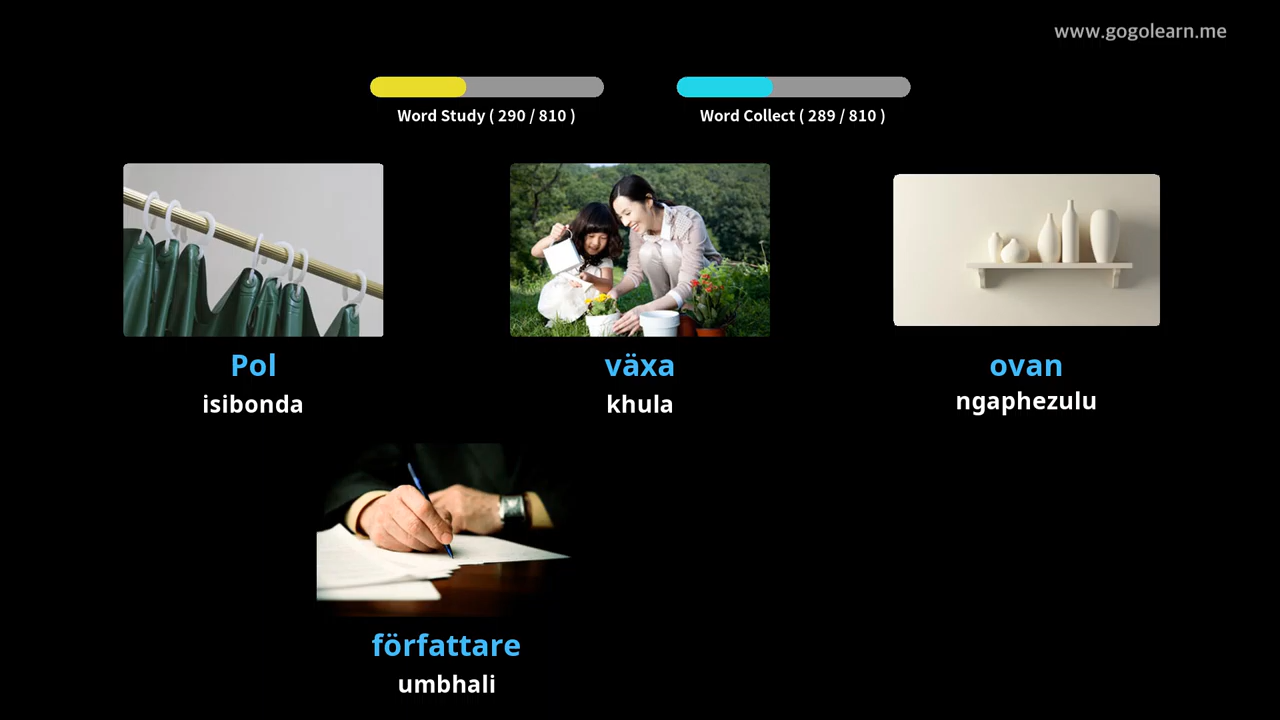 www.gogolearn.me
Word Study ( 290 / 810 )
Word Collect ( 289 / 810 )
Pol
isibonda
växa
khula
ovan
ngaphezulu
författare
umbhali